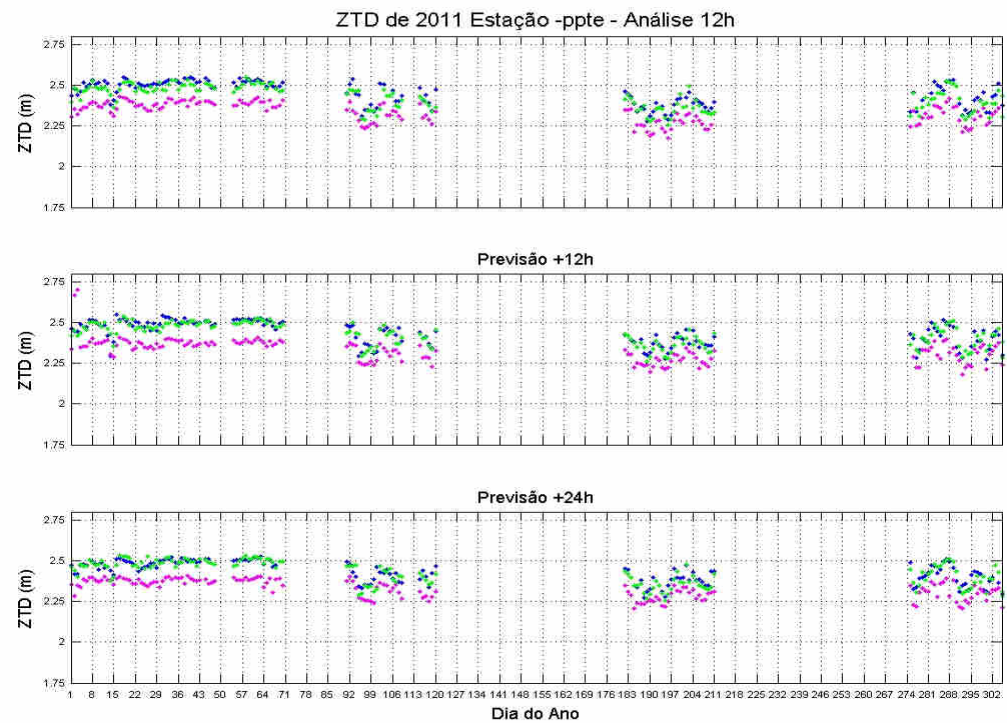 ZTD de 2011 Estação -ppte - Análise 12h
2.75
2.5
2.25
2
1.75
ZTD (m)
Previsão +12h
2.75
2.5
2.25
2
1.75
ZTD (m)
Previsão +24h
2.75
2.5
2.25
2
1.75
ZTD (m)
1 8 15 22 29 36 43 50 57 64 71 78 85 92 99 106 113 120 127 134 141 148 155 162 169 176 183 190 197 204 211 218 225 232 239 246 253 260 267 274 281 288 295 302
Dia do Ano